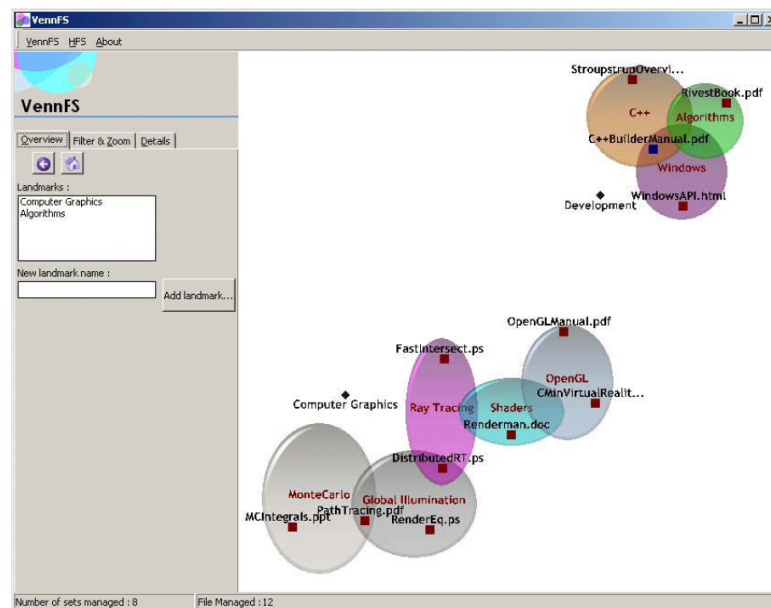 VennFS
VennFS HFS About
VennFS
Overview Filter & Zoom Details
Landmarks :
Computer Graphics
Algorithms
New landmark name :
Add landmark...
StroupstrupOvervi...
RivestBook.pdf
C++
Algorithms
C++BuilderManual.pdf
Windows
WindowsAPI.html
Development
OpenGLManual.pdf
FastIntersect.ps
OpenGL
CMinVirtualRealit...
Computer Graphics
Ray Tracing
Shaders
Renderman.doc
DistributedRT.ps
MonteCarlo
Global Illumination
PathTracing.pdf
MCIntegrals.ppt
RenderEq.ps
Number of sets managed : 8
File Managed : 12